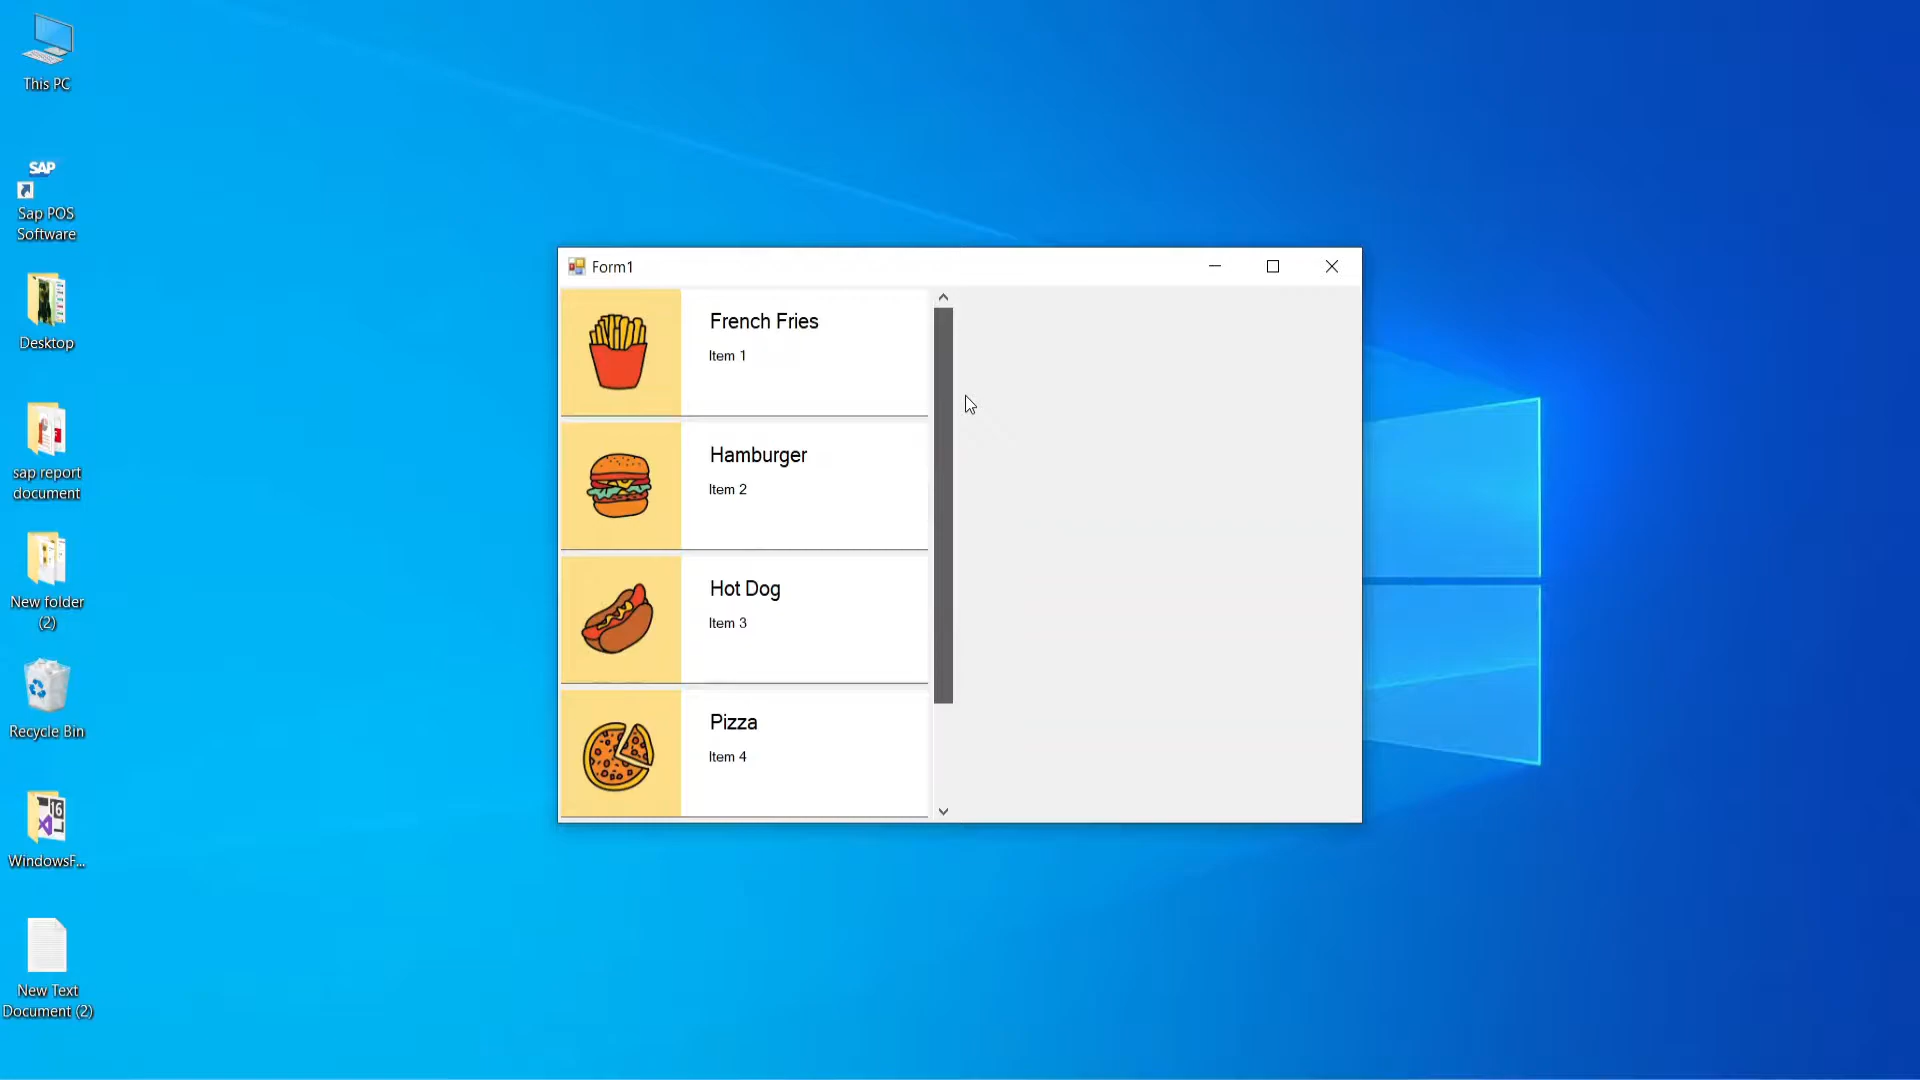 This PC
SAP
Sap POS
Software
Desktop
sap report
document
New folder
(2)
Recycle Bin
16
WindowsF...
New Text
Document (2)
Form1
French Fries
Item 1
Hamburger
Item 2
Hot Dog
Item 3
Pizza
Item 4